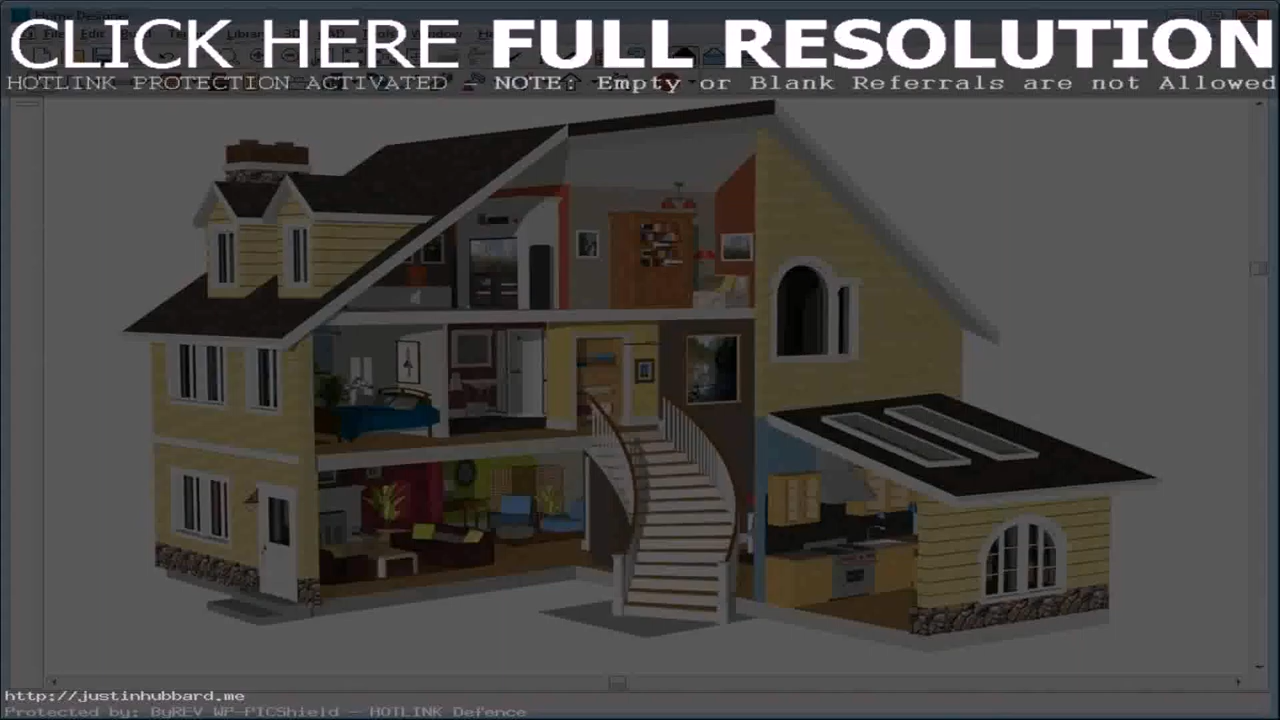 CLICK HERE FULL RESOLUTION
HOTLINK PROTECTION ACTIVATED - NOTE: Empty or Blank Referrals are not Allowed
http://justinhubbard.me
Protected by: ByREV WP-PICShield - HOTLINK Defence